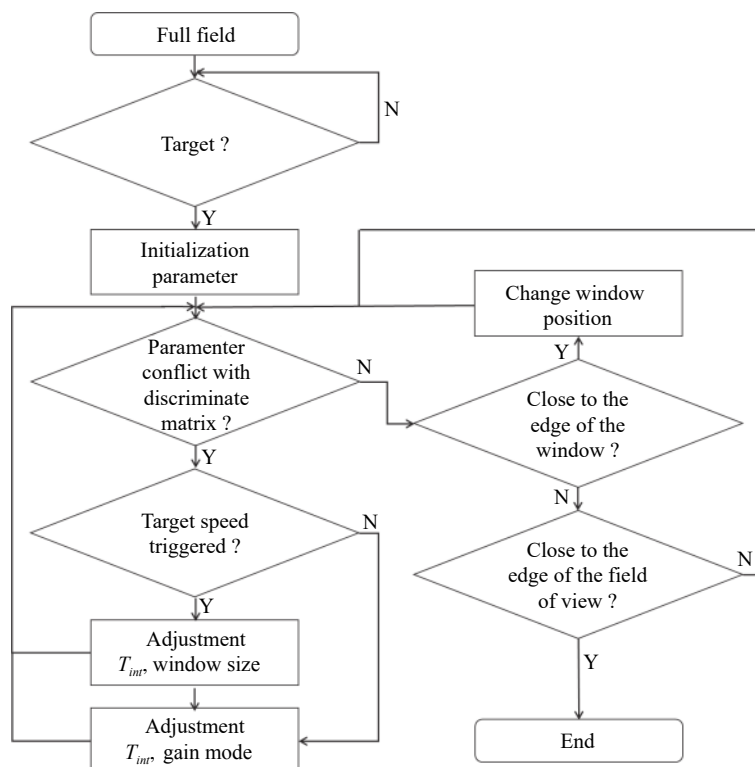 Full field
N
Target ?
Y
Initialization
parameter
Change window
position
Y
Paramenter
conflict with
discriminate
matrix ?
N
Close to the
edge of the
window ?
Y
N
Target speed
triggered ?
N
Close to the
edge of the field
of view ?
N
Y
Adjustment
T_int, window size
Y
Adjustment
T_int, gain mode
End